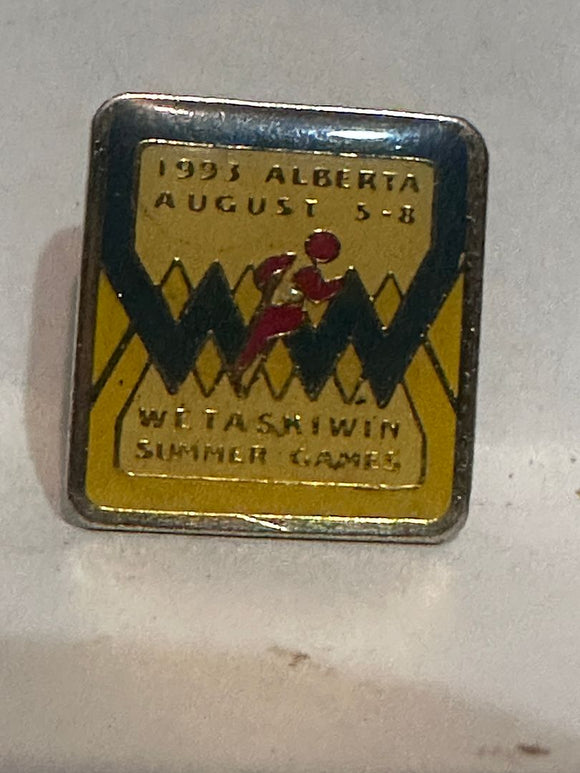 1993 ALBERTA
AUGUST 5-8
WETASKIWIN
SUMMER GAMES